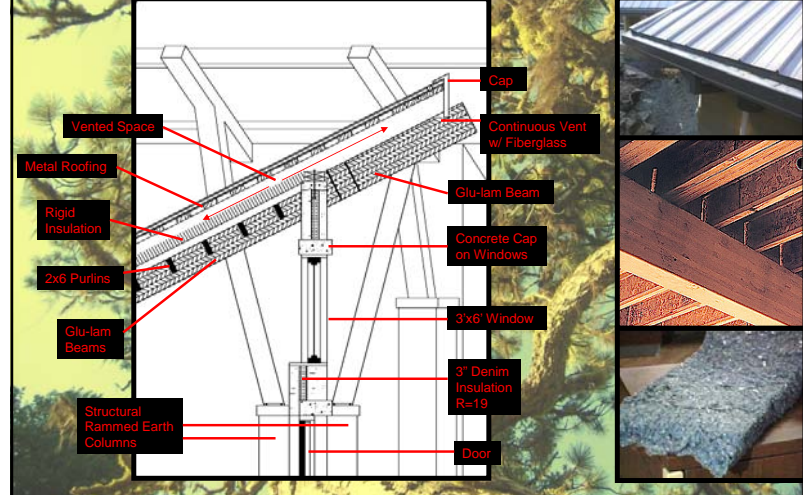 Cap
Vented Space
Continuous Vent
w/ Fiberglass
Metal Roofing
Glu-lam Beam
Rigid
Insulation
Concrete Cap
on Windows
2x6 Purlins
3'x6' Window
Glu-lam
Beams
3" Denim
Insulation
R=19
Structural
Rammed Earth
Columns
Door